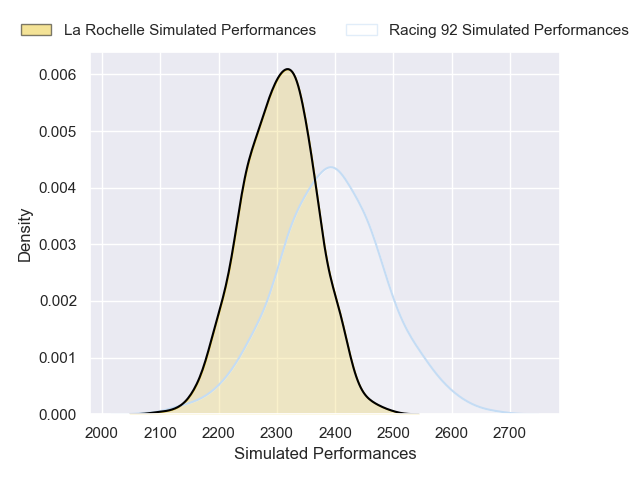 La Rochelle Simulated Performances
Racing 92 Simulated Performances
0.006
0.005
0.004
0.003
0.002
0.001
0.000
Density
2000 2100 2200 2300 2400 2500 2600 2700
Simulated Performances